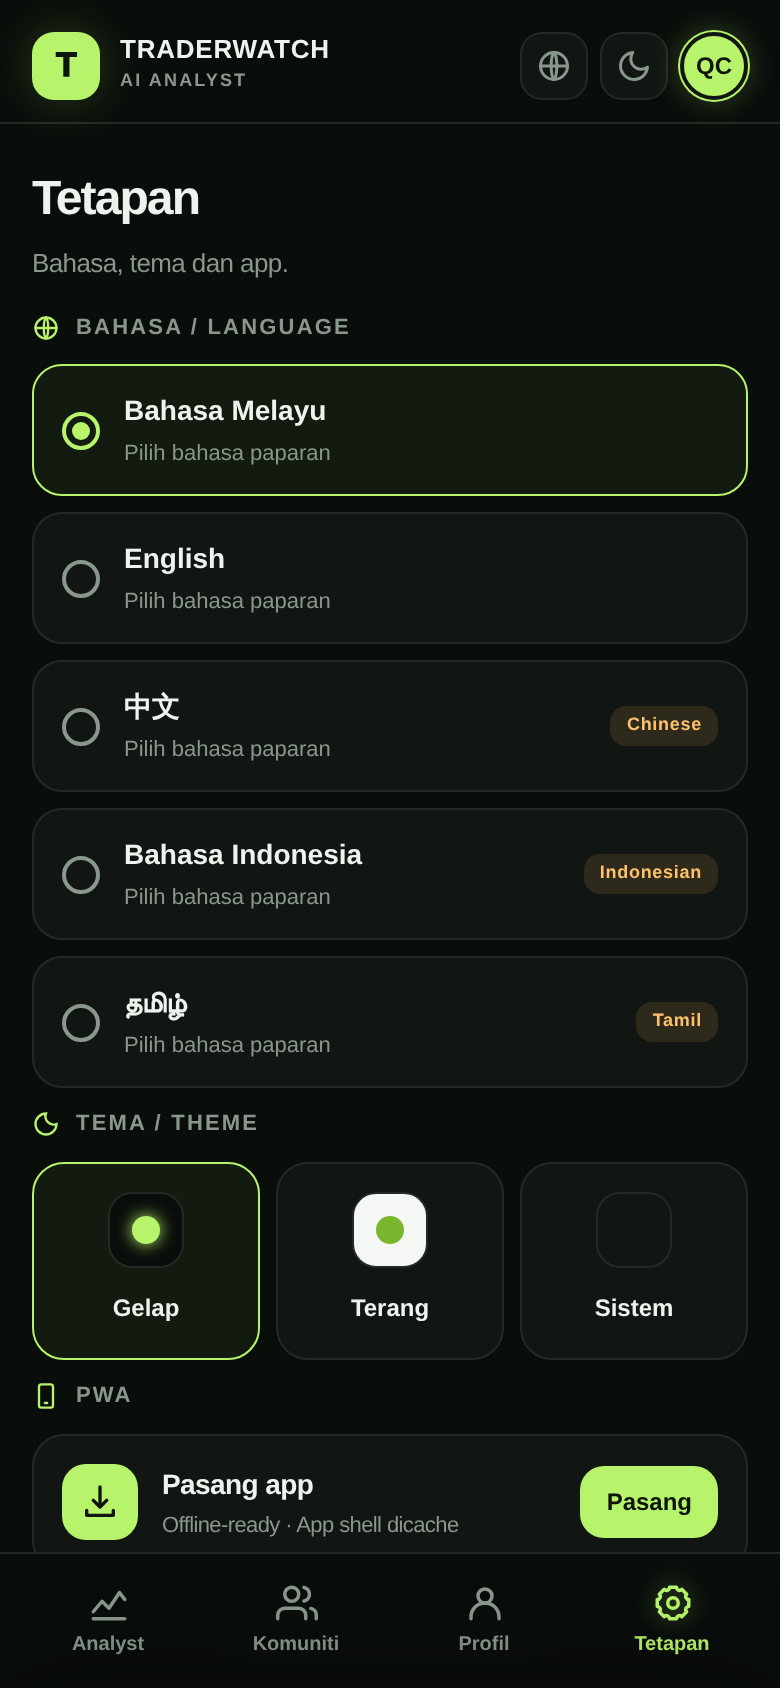 T
TRADERWATCH
AI ANALYST
QC
Tetapan
Bahasa, tema dan app.
BAHASA / LANGUAGE
Bahasa Melayu
Pilih bahasa paparan
English
Pilih bahasa paparan
中文
Pilih bahasa paparan
Chinese
Bahasa Indonesia
Pilih bahasa paparan
Indonesian
தமிழ்
Pilih bahasa paparan
Tamil
TEMA / THEME
Gelap
Terang
Sistem
PWA
Pasang app
Offline-ready · App shell dicache
Pasang
Analyst
Komuniti
Profil
Tetapan